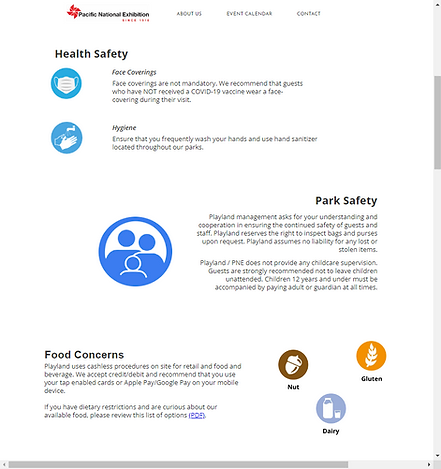 Pacific National Exhibition
SINCE 1910
ABOUT US
EVENT CALENDAR
CONTACT
Health Safety
Face Coverings
Face coverings are not mandatory. We recommend that guests
who have NOT received a COVID-19 vaccine wear a face-
covering during their visit.
Hygiene
Ensure that you frequently wash your hands and use hand sanitizer
located throughout our parks.
Park Safety
Playland management asks for your understanding and
cooperation in ensuring the continued safety of guests and
staff. Playland reserves the right to inspect bags and purses
upon request. Playland assumes no liability for any lost or
stolen items.
Playland / PNE does not provide any childcare supervision.
Guests are strongly recommended not to leave children
unattended. Children 12 years and under must be
accompanied by paying adult or guardian at all times.
Food Concerns
Playland uses cashless procedures on site for retail and food and
beverage. We accept credit/debit and recommend that you use
your tap enabled cards or Apple Pay/Google Pay on your mobile
device.
If you have dietary restrictions and are curious about our
available food, please review this list of options (PDF).
Nut
Gluten
Dairy